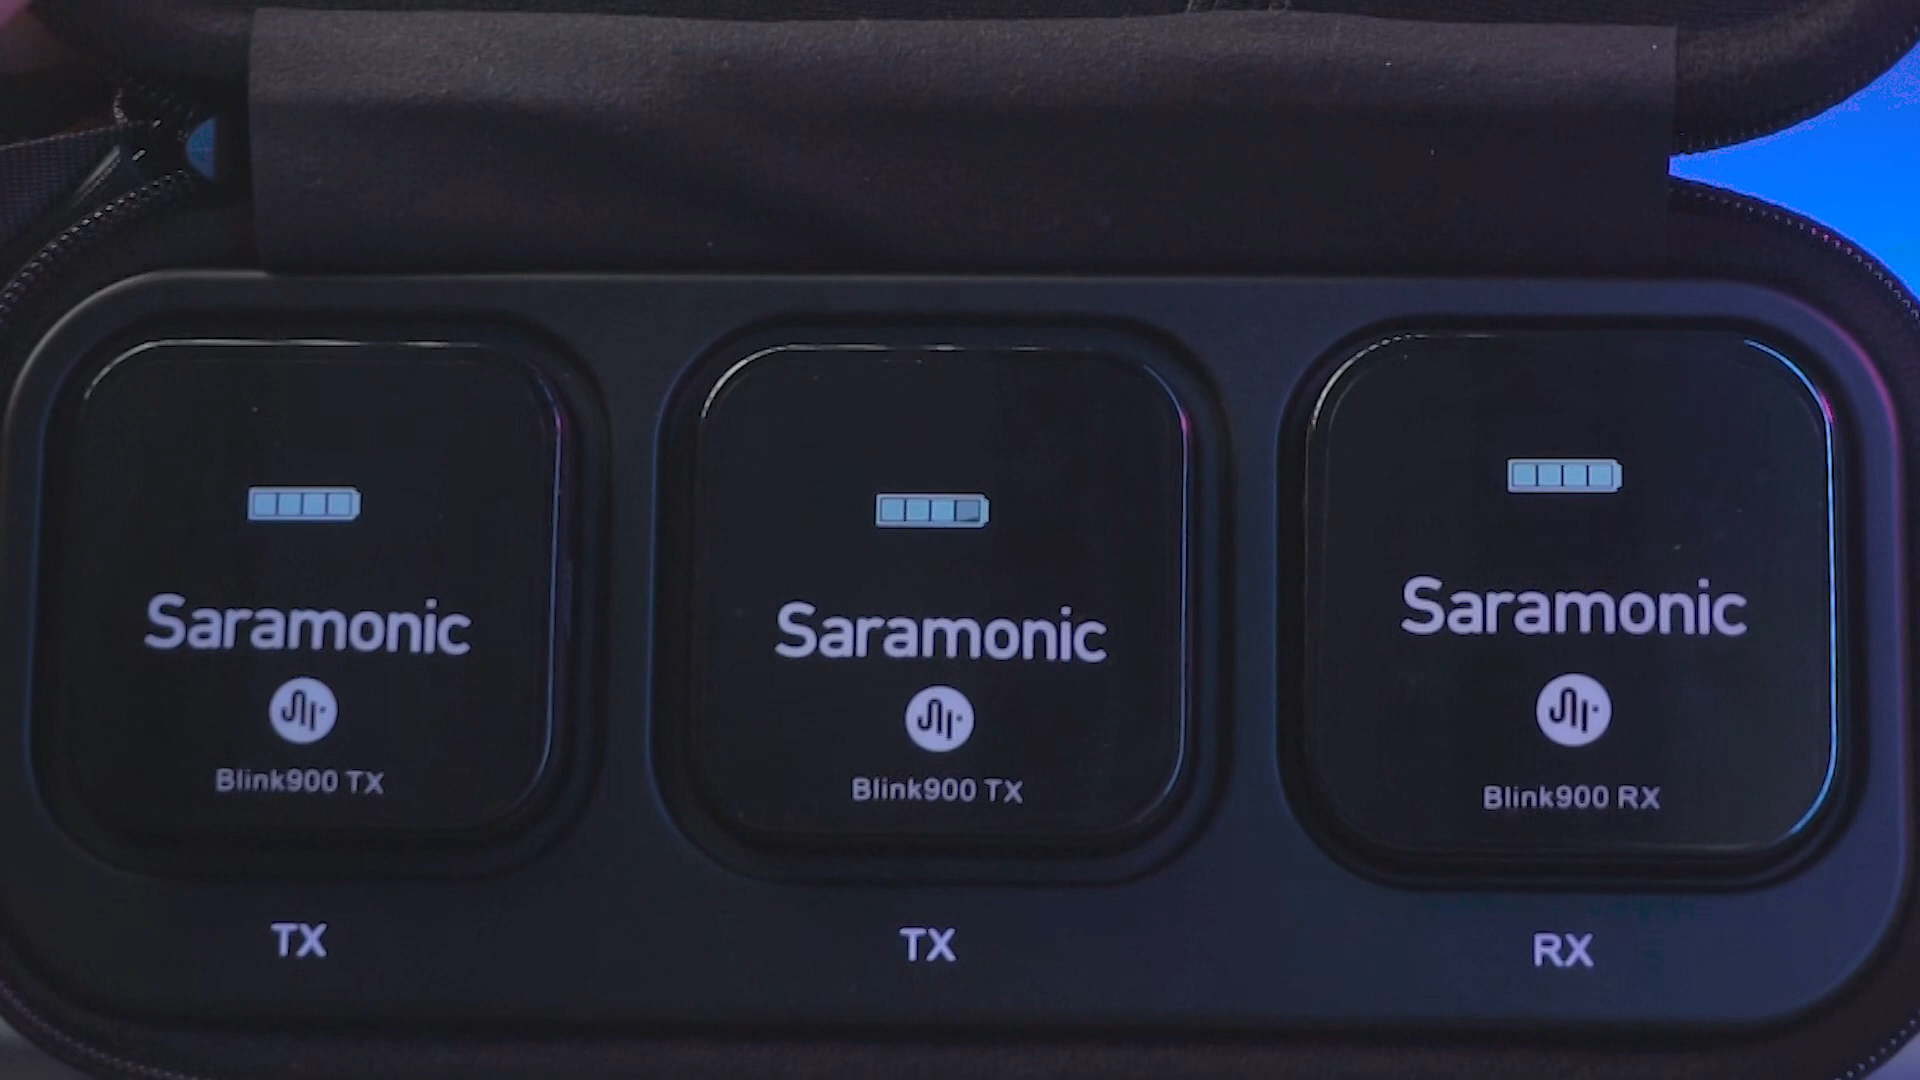 Saramonic
Blink900 TX
TX
Saramonic
Blink900 TX
TX
Saramonic
Blink900 RX
RX